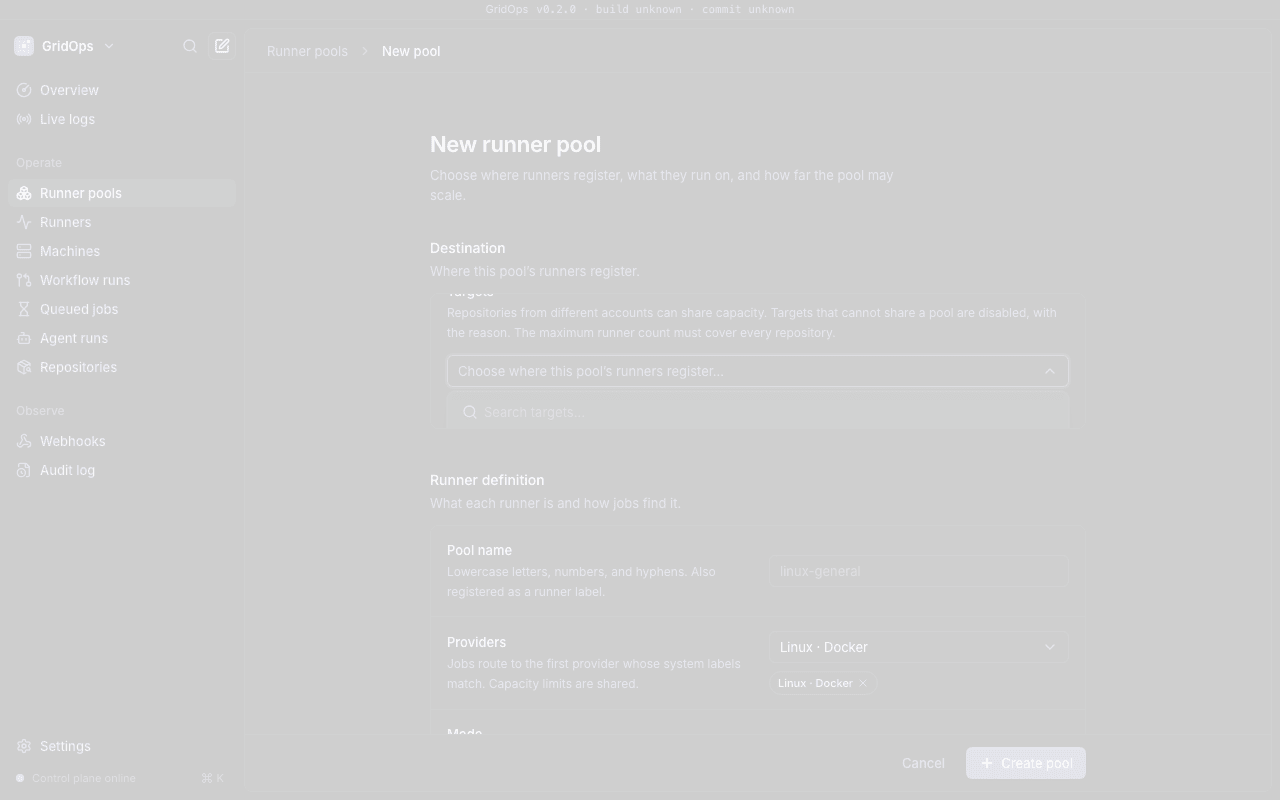 GridOps v0.2.0 · build unknown · commit unknown
GridOps
Runner pools
New pool
Overview
Live logs
Operate
Runner pools
Runners
Machines
Workflow runs
Queued jobs
Agent runs
Repositories
Observe
Webhooks
Audit log
Settings
Control plane online
⌘ K
New runner pool
Choose where runners register, what they run on, and how far the pool may
scale.
Destination
Where this pool's runners register.
Targets
Repositories from different accounts can share capacity. Targets that cannot share a pool are disabled, with
the reason. The maximum runner count must cover every repository.
Choose where this pool's runners register...
Search targets...
Runner definition
What each runner is and how jobs find it.
Pool name
Lowercase letters, numbers, and hyphens. Also
registered as a runner label.
linux-general
Providers
Jobs route to the first provider whose system labels
match. Capacity limits are shared.
Linux · Docker
Linux · Docker
Mode
Cancel
Create pool